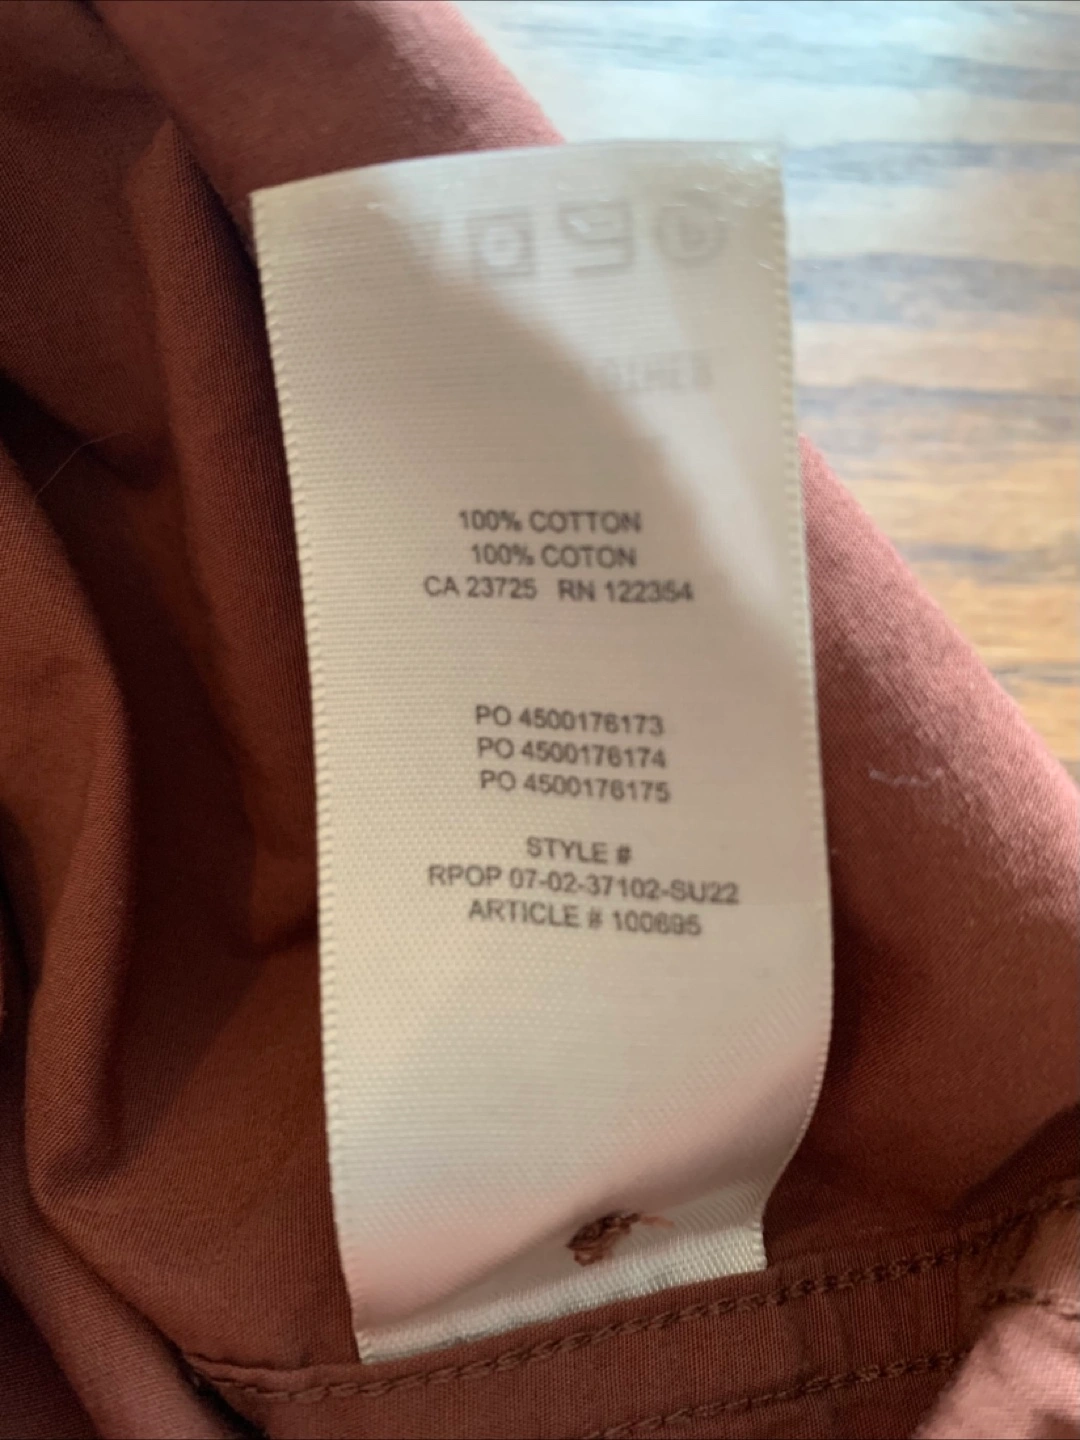 100% COTTON
100% COTON
CA 23725 RN 122354
PO 4500176173
PO 4500176174
PO 4500176175
STYLE #
RPOP 07-02-37102-SU22
ARTICLE # 100695